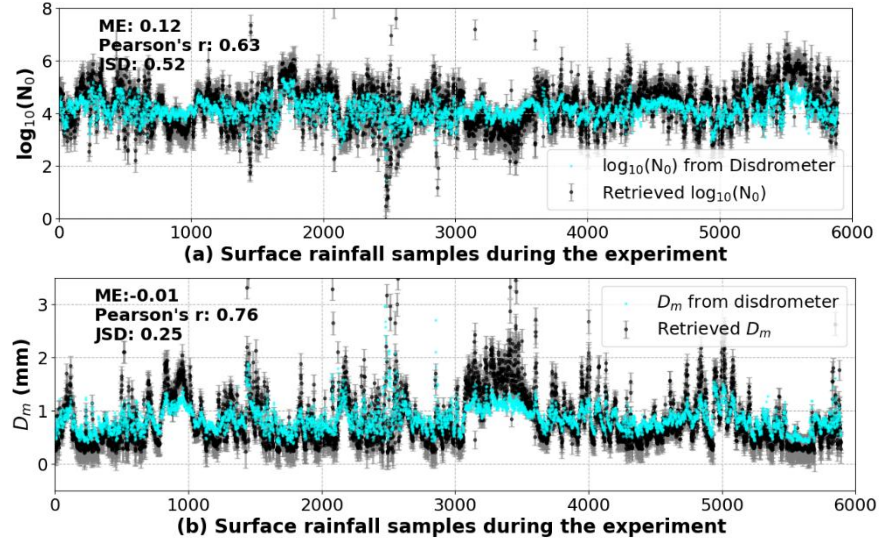 8
6
4
2
0
log₁₀(N₀)
ME: 0.12
Pearson's r: 0.63
JSD: 0.52
log₁₀(N₀) from Disdrometer
Retrieved log₁₀(N₀)
0 1000 2000 3000 4000 5000 6000
(a) Surface rainfall samples during the experiment
3
2
1
0
Dₘ (mm)
ME:-0.01
Pearson's r: 0.76
JSD: 0.25
Dₘ from disdrometer
Retrieved Dₘ
0 1000 2000 3000 4000 5000 6000
(b) Surface rainfall samples during the experiment